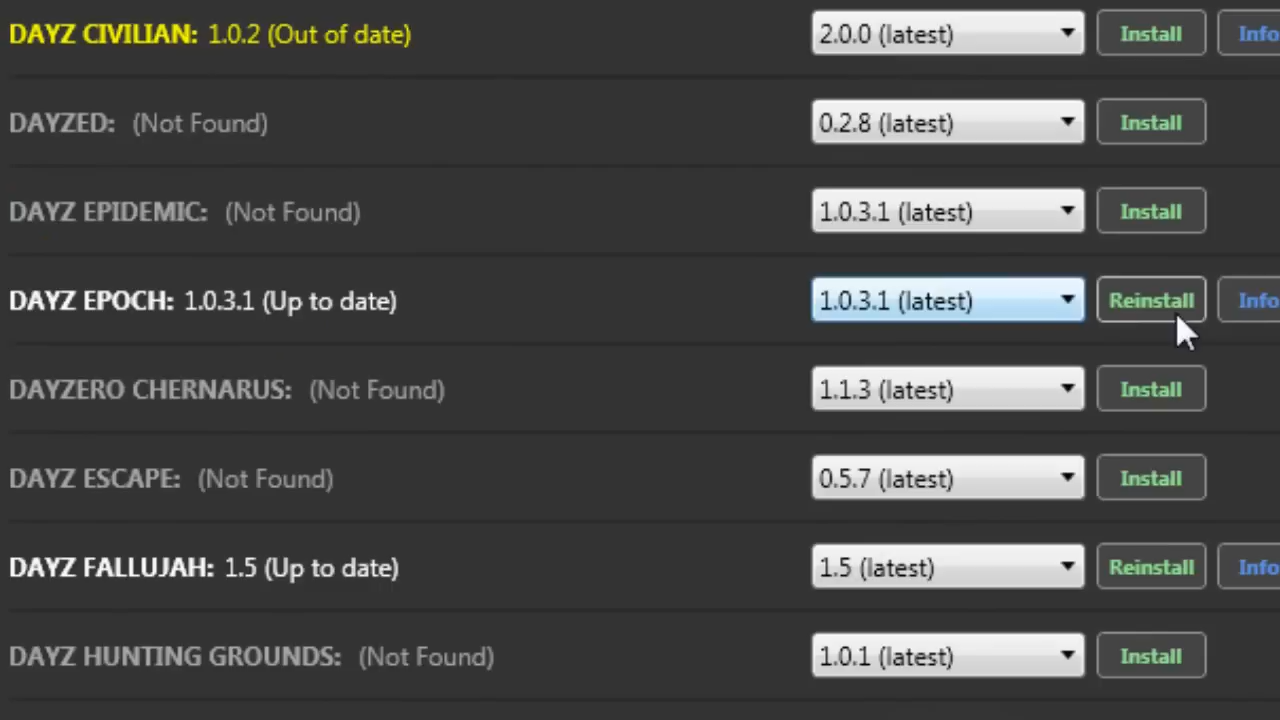 DAYZ CIVILIAN: 1.0.2 (Out of date) 2.0.0 (latest) Install Info
DAYZED: (Not Found) 0.2.8 (latest) Install
DAYZ EPIDEMIC: (Not Found) 1.0.3.1 (latest) Install
DAYZ EPOCH: 1.0.3.1 (Up to date) 1.0.3.1 (latest) Reinstall Info
DAYZERO CHERNARUS: (Not Found) 1.1.3 (latest) Install
DAYZ ESCAPE: (Not Found) 0.5.7 (latest) Install
DAYZ FALLUJAH: 1.5 (Up to date) 1.5 (latest) Reinstall Info
DAYZ HUNTING GROUNDS: (Not Found) 1.0.1 (latest) Install